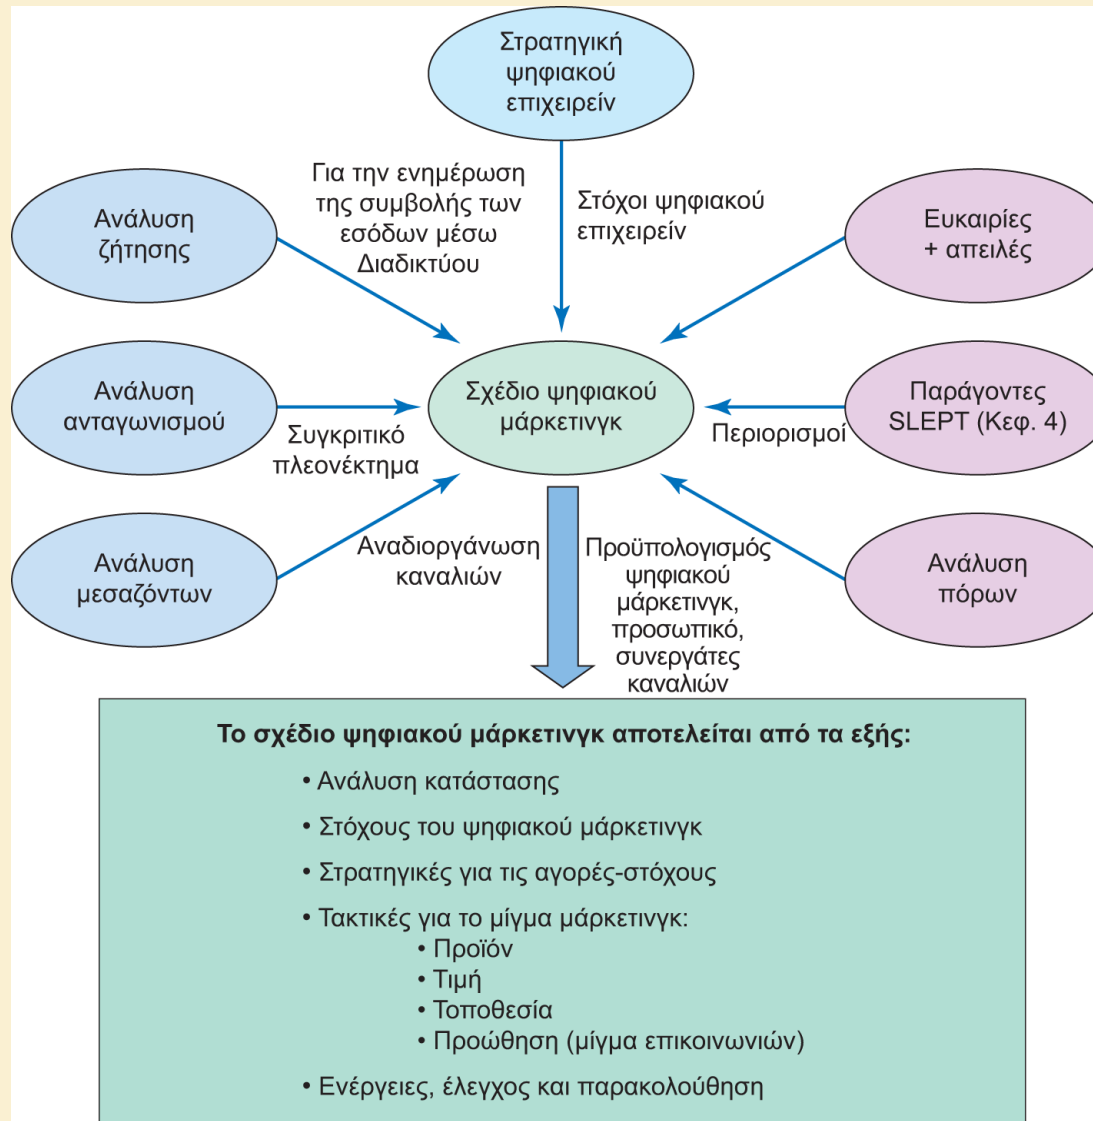 Στρατηγική
ψηφιακού
επιχειρείν
Για την ενημέρωση
της συμβολής των
εσόδων μέσω
Διαδικτύου
Στόχοι ψηφιακού
επιχειρείν
Ανάλυση
ζήτησης
Ευκαιρίες
+ απειλές
Ανάλυση
ανταγωνισμού
Συγκριτικό
πλεονέκτημα
Σχέδιο ψηφιακού
μάρκετινγκ
Περιορισμοί
Παράγοντες
SLEPT (Κεφ. 4)
Ανάλυση
μεσαζόντων
Αναδιοργάνωση
καναλιών
Προϋπολογισμός
ψηφιακού
μάρκετινγκ,
προσωπικό,
συνεργάτες
καναλιών
Ανάλυση
πόρων
Το σχέδιο ψηφιακού μάρκετινγκ αποτελείται από τα εξής:
• Ανάλυση κατάστασης
• Στόχους του ψηφιακού μάρκετινγκ
• Στρατηγικές για τις αγορές-στόχους
• Τακτικές για το μίγμα μάρκετινγκ:
• Προϊόν
• Τιμή
• Τοποθεσία
• Προώθηση (μίγμα επικοινωνιών)
• Ενέργειες, έλεγχος και παρακολούθηση